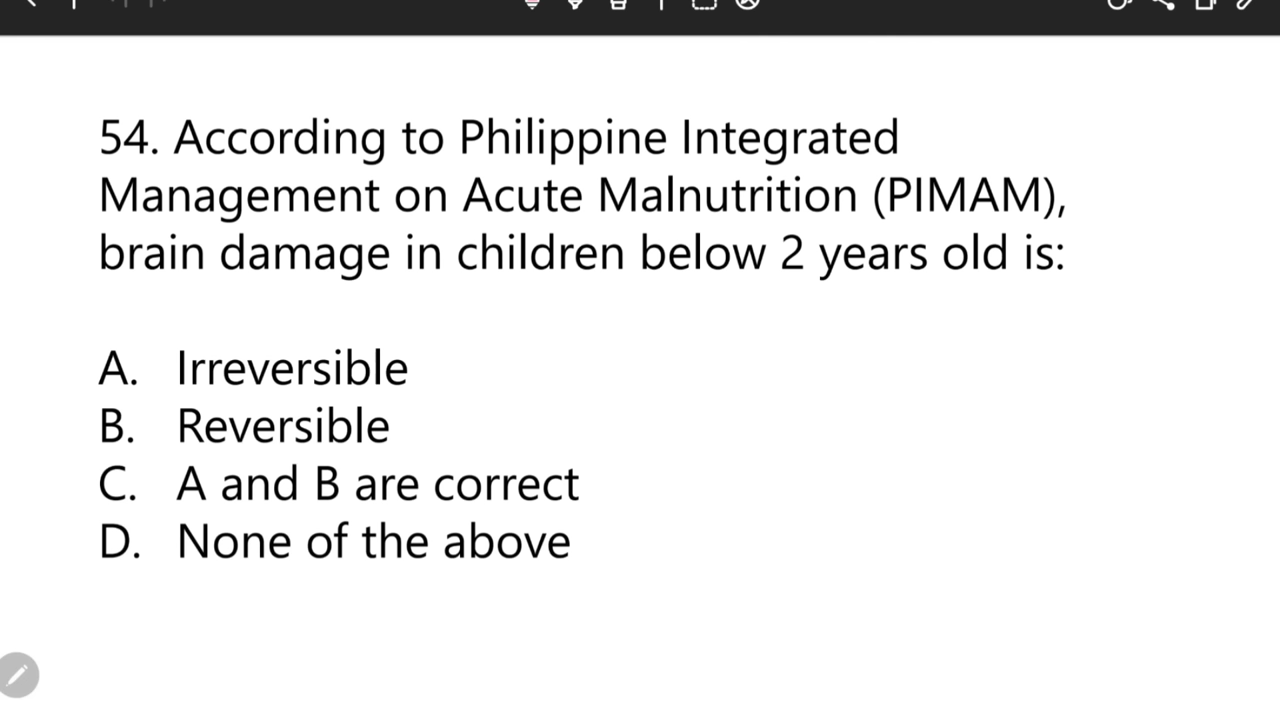 54. According to Philippine Integrated
Management on Acute Malnutrition (PIMAM),
brain damage in children below 2 years old is:
A. Irreversible
B. Reversible
C. A and B are correct
D. None of the above